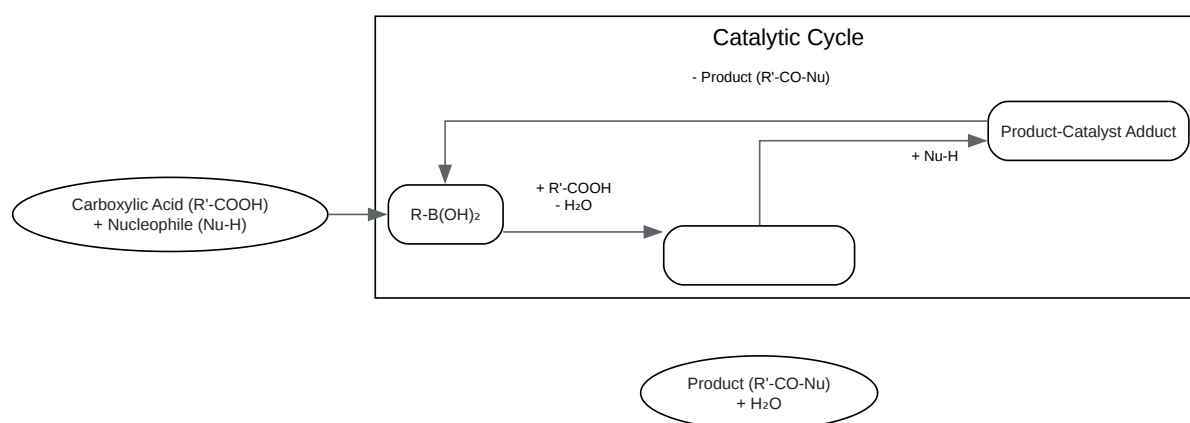 Catalytic Cycle
- Product (R'-CO-Nu)
Product-Catalyst Adduct
+ Nu-H
+ R'-COOH
- H₂O
Carboxylic Acid (R'-COOH)
+ Nucleophile (Nu-H)
R-B(OH)₂
Product (R'-CO-Nu)
+ H₂O